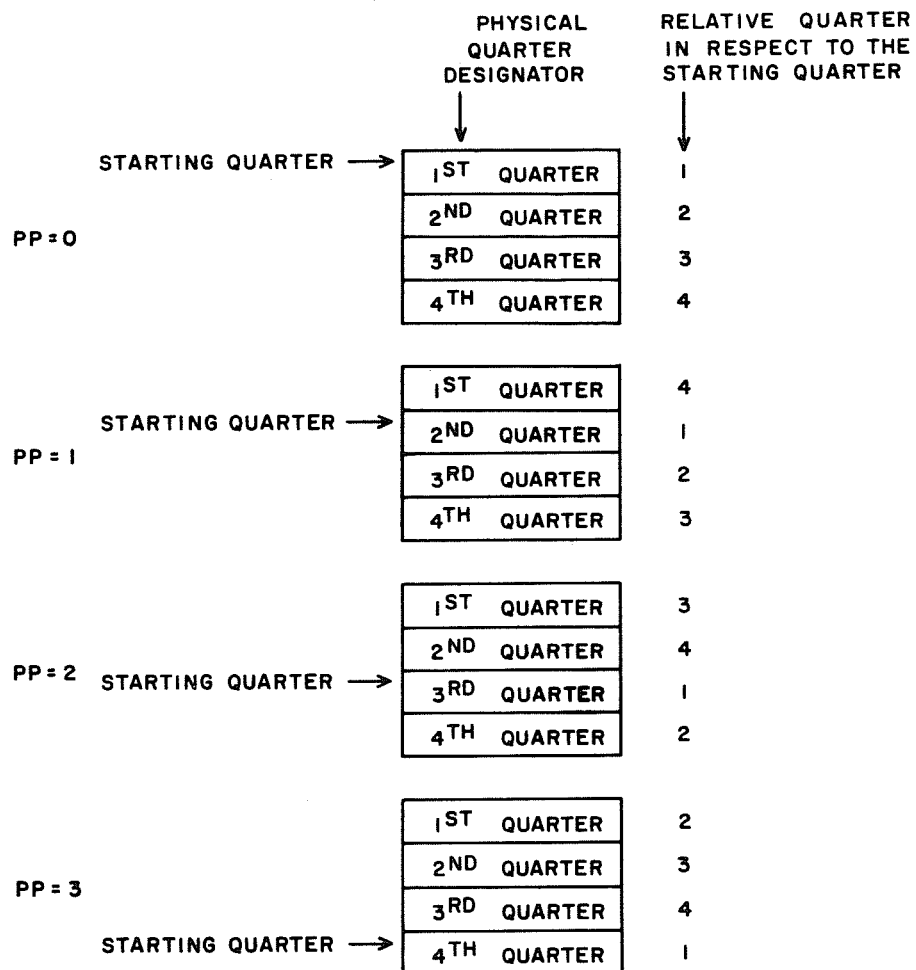 PHYSICAL QUARTER DESIGNATOR
RELATIVE QUARTER IN RESPECT TO THE STARTING QUARTER
PP=0
STARTING QUARTER
1ST QUARTER 1
2ND QUARTER 2
3RD QUARTER 3
4TH QUARTER 4
PP=1
STARTING QUARTER
1ST QUARTER 4
2ND QUARTER 1
3RD QUARTER 2
4TH QUARTER 3
PP=2
STARTING QUARTER
1ST QUARTER 3
2ND QUARTER 4
3RD QUARTER 1
4TH QUARTER 2
PP=3
STARTING QUARTER
1ST QUARTER 2
2ND QUARTER 3
3RD QUARTER 4
4TH QUARTER 1